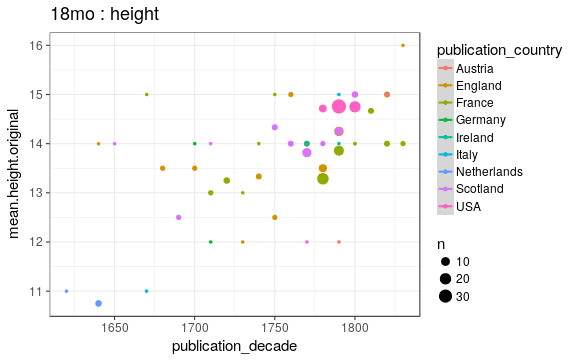 18mo : height
mean.height.original
16
15
14
13
12
11
1650
1700
1750
1800
publication_decade
publication_country
Austria
England
France
Germany
Ireland
Italy
Netherlands
Scotland
USA
n
10
20
30